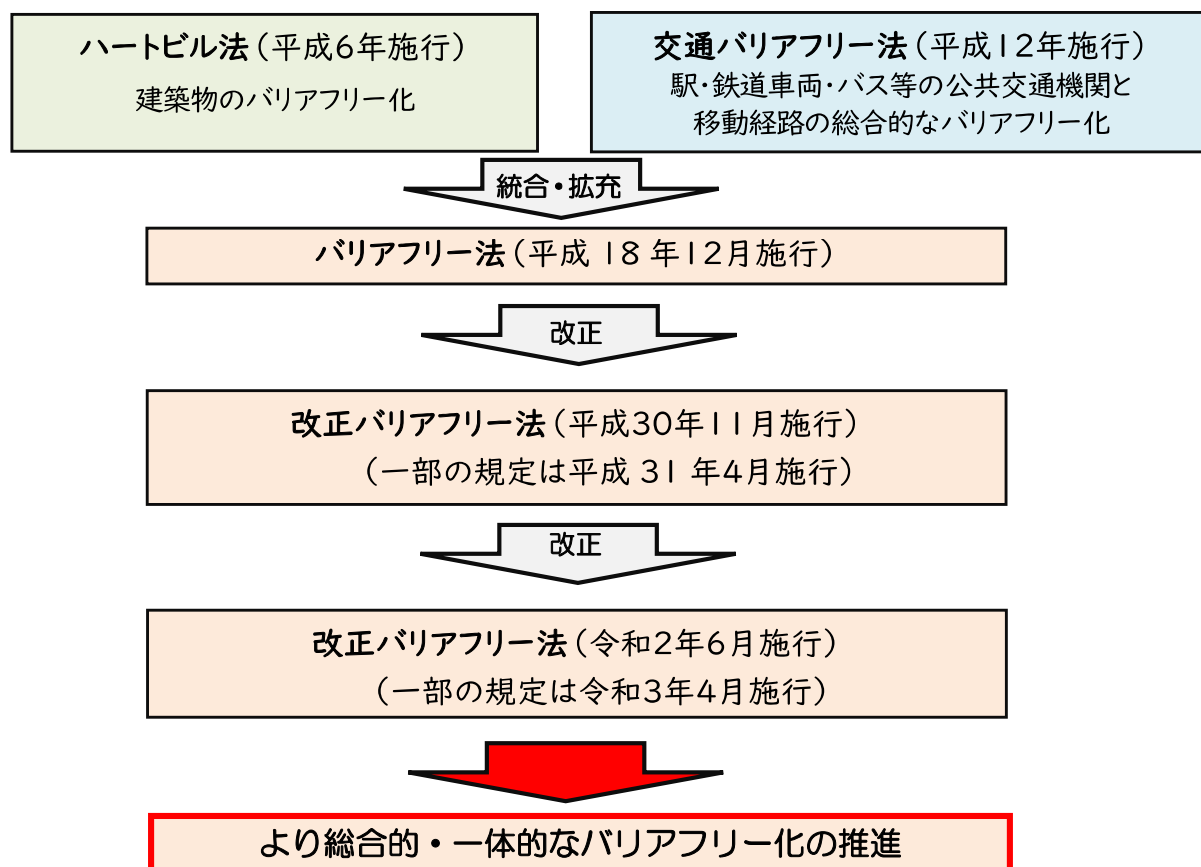 ハートビル法（平成6年施行）
建築物のバリアフリー化
交通バリアフリー法（平成12年施行）
駅・鉄道車両・バス等の公共交通機関と
移動経路の総合的なバリアフリー化
統合・拡充
バリアフリー法（平成 18 年12月施行）
改正
改正バリアフリー法（平成30年11月施行）
（一部の規定は平成 31 年4月施行）
改正
改正バリアフリー法（令和2年6月施行）
（一部の規定は令和3年4月施行）
より総合的・一体的なバリアフリー化の推進